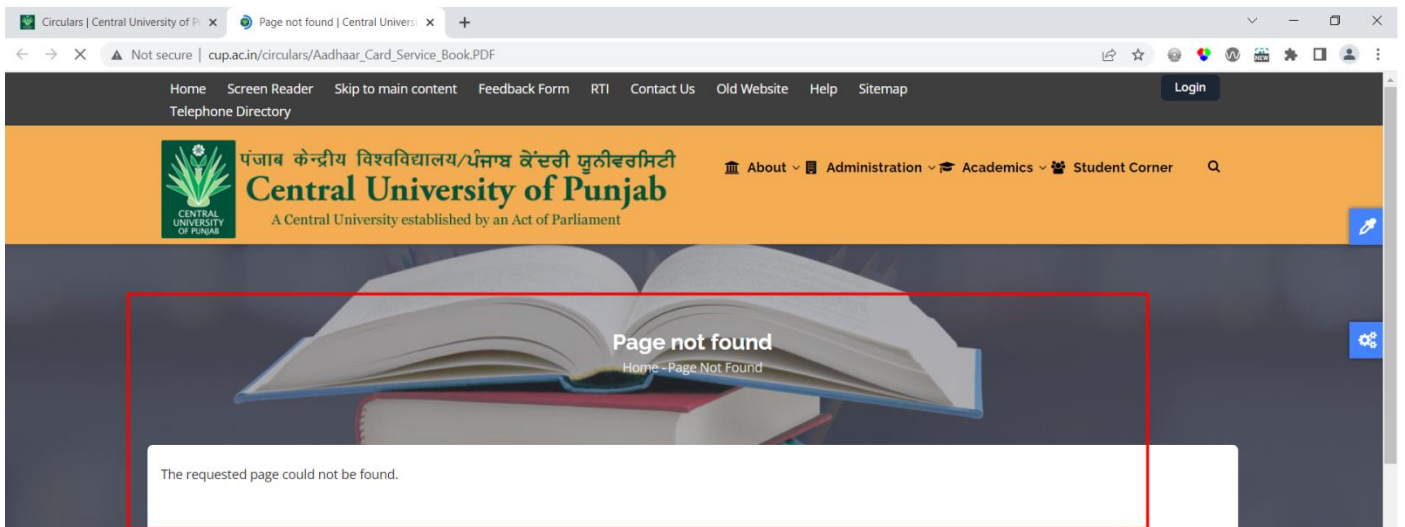 Circulars | Central University of P
Page not found | Central Universi
Not secure | cup.ac.in/circulars/Aadhaar_Card_Service_Book.PDF
NEW
Home Screen Reader Skip to main content Feedback Form RTI Contact Us Old Website Help Sitemap Login
Telephone Directory
पंजाब केन्द्रीय विश्वविद्यालय/ਪੰਜਾਬ ਕੇਂਦਰੀ ਯੂਨੀਵਰਸਿਟੀ
Central University of Punjab
A Central University established by an Act of Parliament
CENTRAL
UNIVERSITY
OF PUNJAB
About Administration Academics Student Corner
Page not found
Home - Page Not Found
The requested page could not be found.